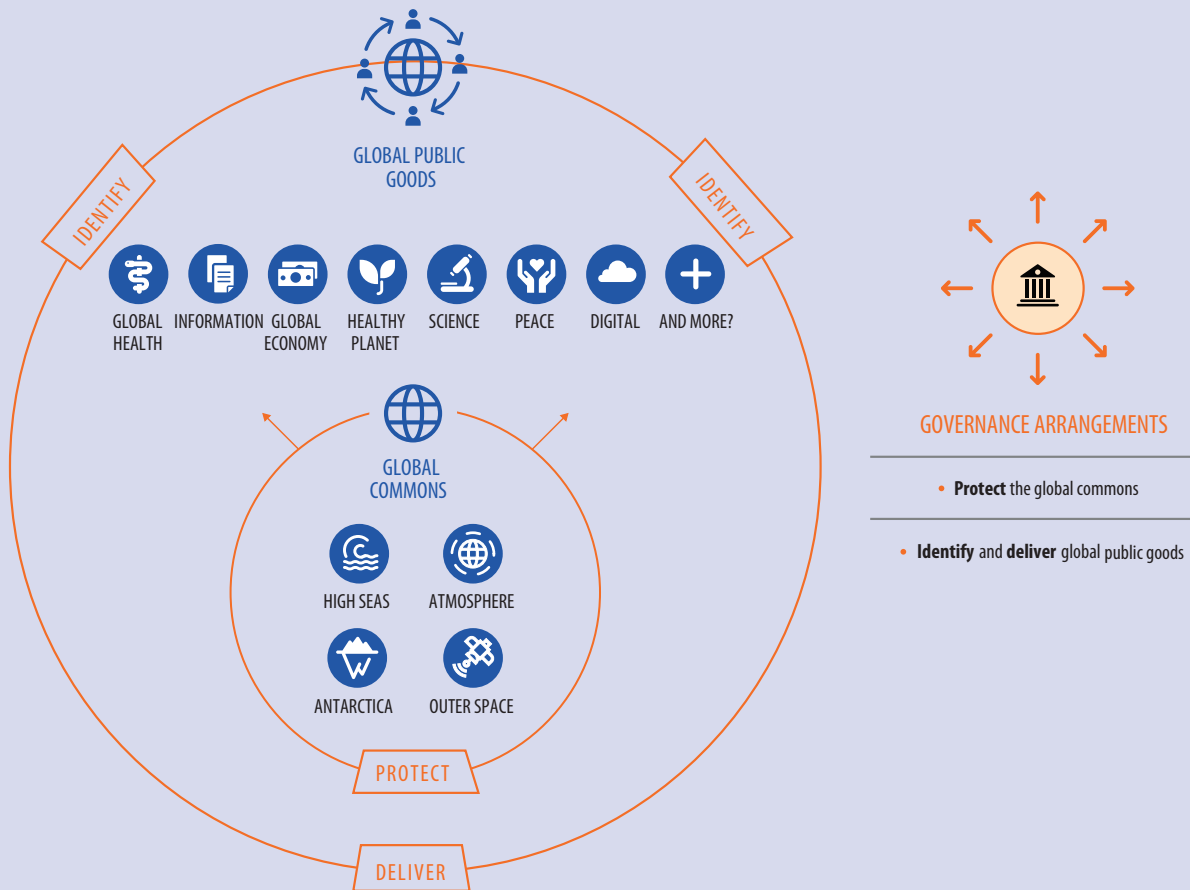 GLOBAL PUBLIC
GOODS
IDENTIFY
IDENTIFY
GLOBAL
HEALTH
INFORMATION
GLOBAL
ECONOMY
HEALTHY
PLANET
SCIENCE
PEACE
DIGITAL
AND MORE?
GLOBAL
COMMONS
HIGH SEAS
ATMOSPHERE
ANTARCTICA
OUTER SPACE
PROTECT
DELIVER
GOVERNANCE ARRANGEMENTS
• Protect the global commons
• Identify and deliver global public goods